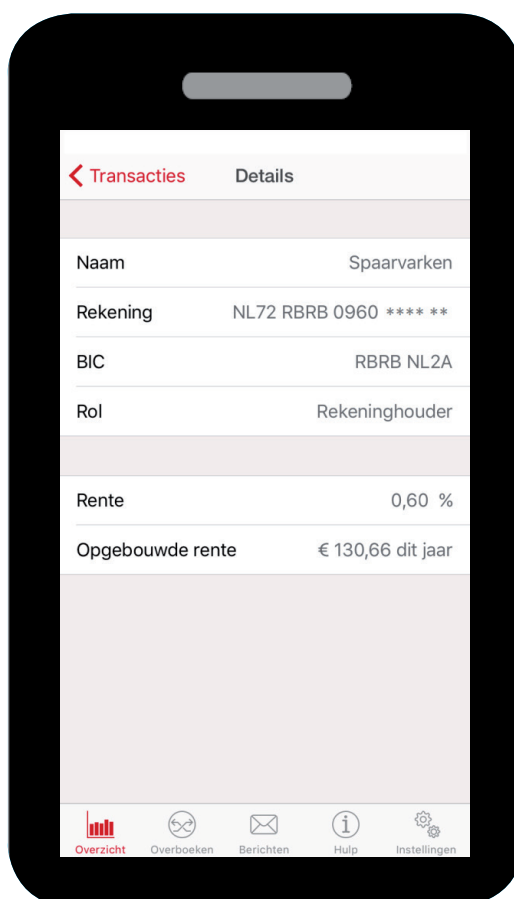 Transacties Details
Naam Spaarvarken
Rekening NL72 RBRB 0960 **** **
BIC RBRB NL2A
Rol Rekeninghouder
Rente 0,60 %
Opgebouwde rente € 130,66 dit jaar
Overzicht Overboeken Berichten Hulp Instellingen